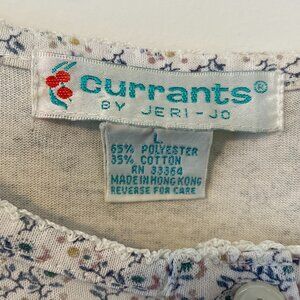 currants®
BY JERI-JO
L
65% POLYESTER
35% COTTON
RN 33364
MADE IN HONG KONG
REVERSE FOR CARE